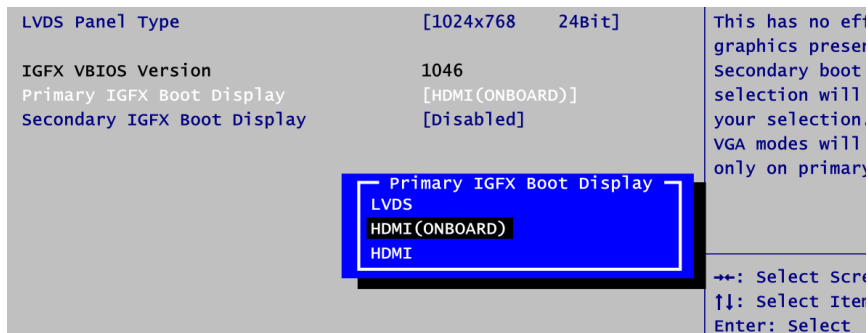 LVDS Panel Type [1024x768 24Bit]
IGFX VBIOS Version 1046
Primary IGFX Boot Display [HDMI(ONBOARD)]
Secondary IGFX Boot Display [Disabled]
Primary IGFX Boot Display
LVDS
HDMI(ONBOARD)
HDMI
This has no eff
graphics presen
Secondary boot
selection will
your selection.
VGA modes will
only on primary
→←: Select Scre
↑↓: Select Item
Enter: Select